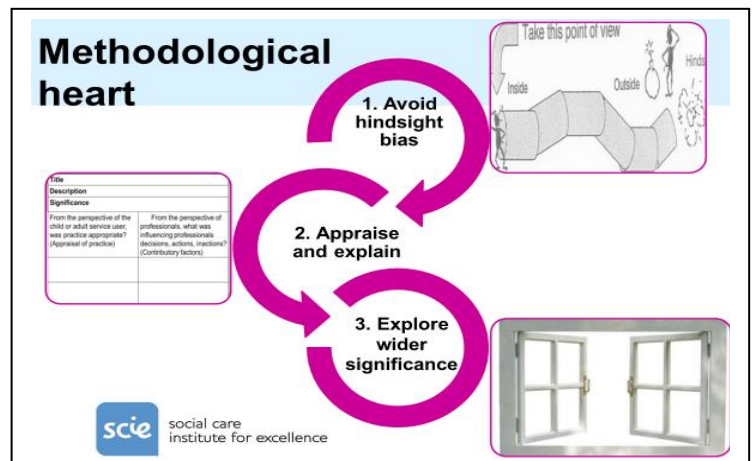 Methodological
heart
1. Avoid
hindsight
bias
Take this point of view
Inside
Outside
Hinds
Title
Description
Significance
From the perspective of the
child or adult service user,
was practice appropriate?
(Appraisal of practice)
From the perspective of
professionals, what was
influencing professionals
decisions, actions, inactions?
(Contributory factors)
2. Appraise
and explain
3. Explore
wider
significance
scie
social care
institute for excellence